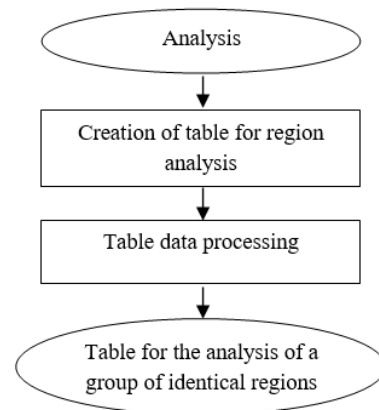 Analysis
Creation of table for region
analysis
Table data processing
Table for the analysis of a
group of identical regions